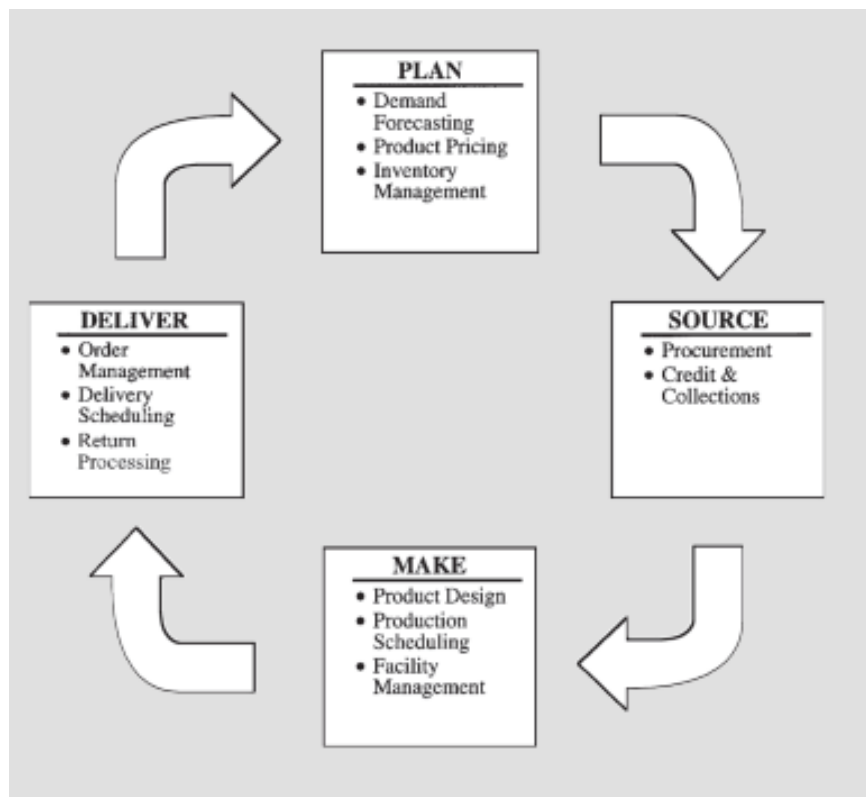 PLAN
• Demand
Forecasting
• Product Pricing
• Inventory
Management
SOURCE
• Procurement
• Credit &
Collections
MAKE
• Product Design
• Production
Scheduling
• Facility
Management
DELIVER
• Order
Management
• Delivery
Scheduling
• Return
Processing